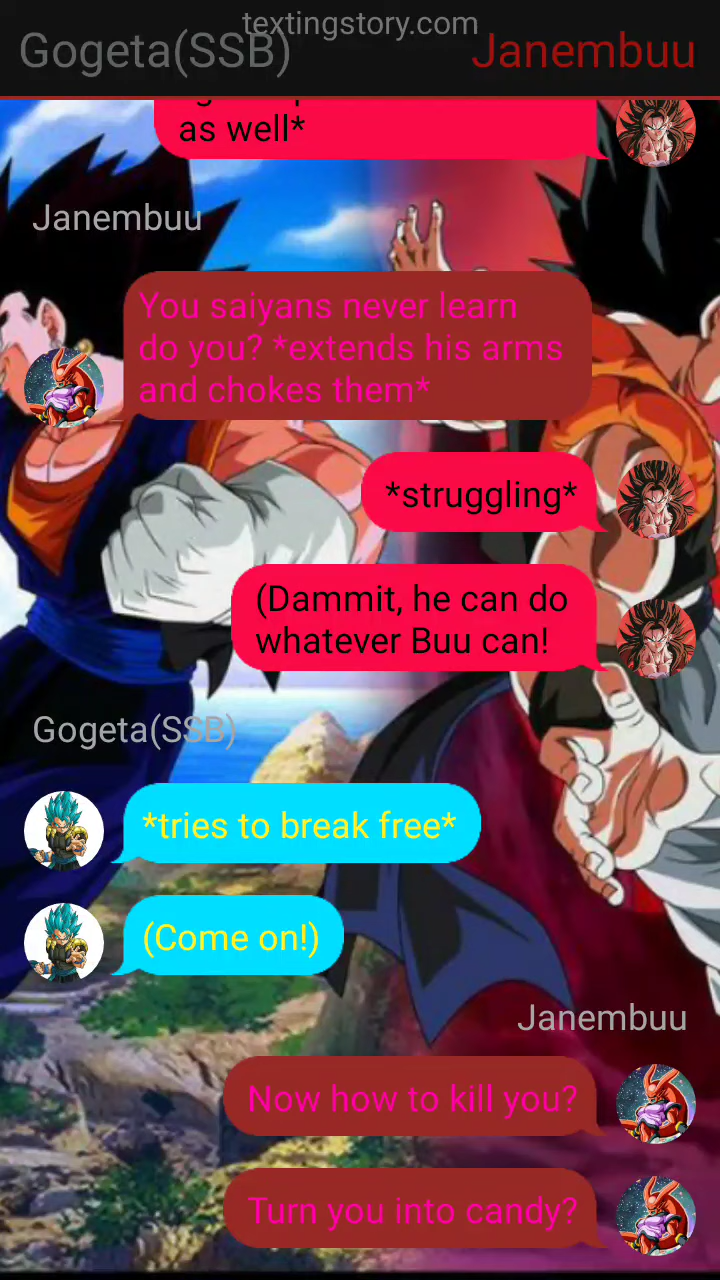 textingstory.com
Gogeta(SSB)
Janembuu
as well*
Janembuu
You saiyans never learn
do you? *extends his arms
and chokes them*
*struggling*
(Dammit, he can do
whatever Buu can!
Gogeta(SSB)
*tries to break free*
(Come on!)
Janembuu
Now how to kill you?
Turn you into candy?